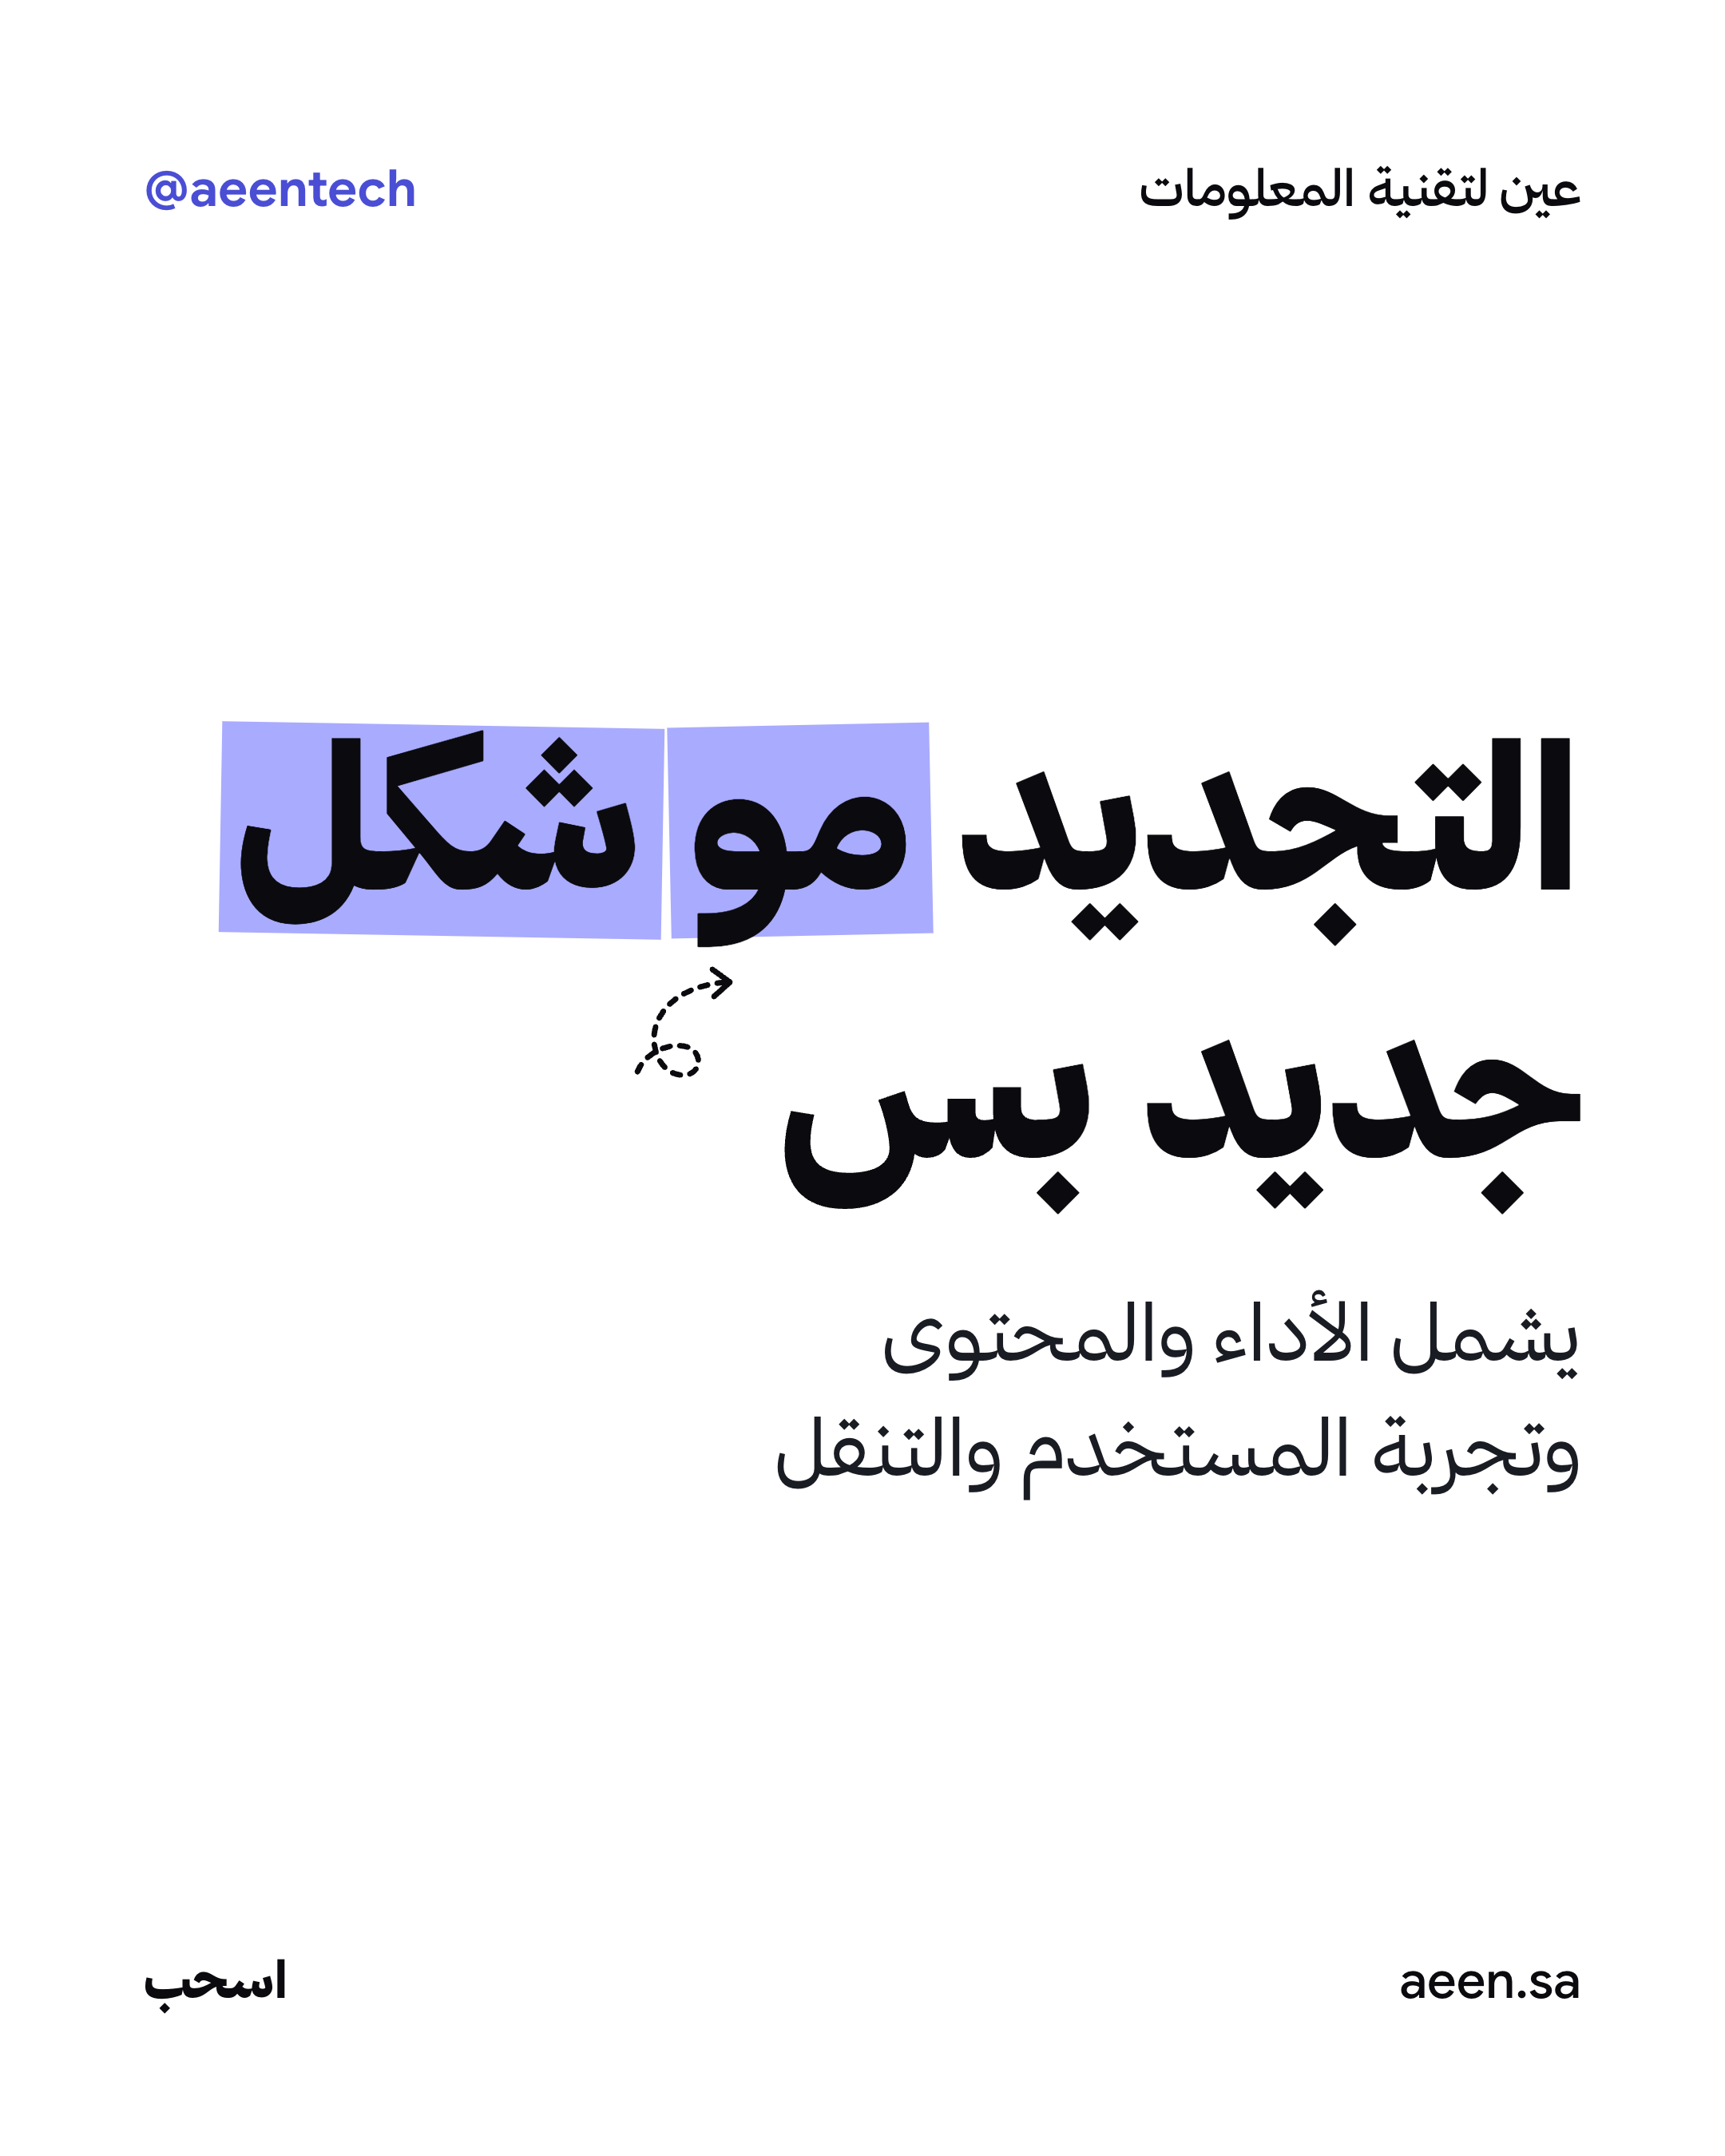 عين لتقنية المعلومات
@aeentech
التجديد مو شكل
جديد بس
يشمل الأداء والمحتوى
وتجربة المستخدم والتنقل
aeen.sa
اسحب